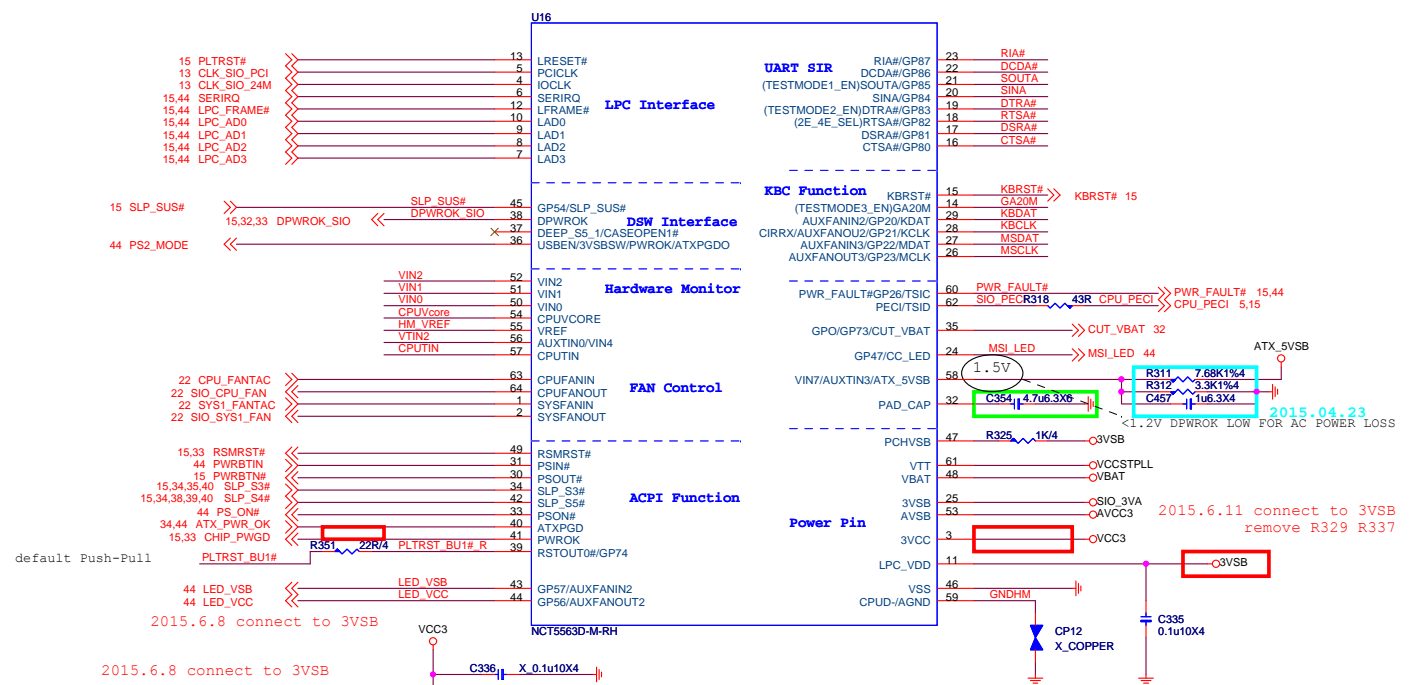 U16
15 PLTRST# 13 LRESET#
13 CLK_SIO_PCI 5 PCICLK
13 CLK_SIO_24M 4 IOCLK
15,44 SERIRQ 6 SERIRQ
15,44 LPC_FRAME# 12 LFRAME#
15,44 LPC_AD0 10 LAD0
15,44 LPC_AD1 9 LAD1
15,44 LPC_AD2 8 LAD2
15,44 LPC_AD3 7 LAD3
LPC Interface
UART SIR
RIA#/GP87 23 RIA#
DCDA#/GP86 22 DCDA#
(TESTMODE1_EN)SOUTA/GP85 21 SOUTA
SINA/GP84 20 SINA
(TESTMODE2_EN)DTRA#/GP83 19 DTRA#
(2E_4E_SEL)RTSA#/GP82 18 RTSA#
DSRA#/GP81 17 DSRA#
CTSA#/GP80 16 CTSA#
15 SLP_SUS# SLP_SUS# 45 GP54/SLP_SUS#
15,32,33 DPWROK_SIO DPWROK_SIO 38 DPWROK
37 DEEP_S5_1/CASEOPEN1#
44 PS2_MODE 36 USBEN/3VSBSW/PWROK/ATXPGDO
DSW Interface
KBC Function
KBRST# 15 KBRST# KBRST# 15
(TESTMODE3_EN)GA20M 14 GA20M
AUXFANIN2/GP20/KDAT 29 KBDAT
CIRRX/AUXFANOU2/GP21/KCLK 28 KBCLK
AUXFANIN3/GP22/MDAT 27 MSDAT
AUXFANOUT3/GP23/MCLK 26 MSCLK
Hardware Monitor
VIN2 52 VIN2
VIN1 51 VIN1
VIN0 50 VIN0
CPUVcore 54 CPUVCORE
HM_VREF 55 VREF
VTIN2 56 AUXTIN0/VIN4
CPUTIN 57 CPUTIN
PWR_FAULT#GP26/TSIC 60 PWR_FAULT# PWR_FAULT# 15,44
PECI/TSID 62 SIO_PECI R318 43R CPU_PECI CPU_PECI 5,15
GPO/GP73/CUT_VBAT 35 CUT_VBAT 32
GP47/CC_LED 24 MSI_LED MSI_LED 44
ATX_5VSB
1.5V
VIN7/AUXTIN3/ATX_5VSB 58
R311 7.68K1%4
R312 3.3K1%4
PAD_CAP 32 C354 4.7u6.3X6
C457 1u6.3X4
2015.04.23
<1.2V DPWROK LOW FOR AC POWER LOSS
22 CPU_FANTAC 63 CPUFANIN
22 SIO_CPU_FAN 64 CPUFANOUT
22 SYS1_FANTAC 1 SYSFANIN
22 SIO_SYS1_FAN 2 SYSFANOUT
FAN Control
15,33 RSMRST# 49 RSMRST#
44 PWRBTIN 31 PSIN#
15 PWRBTN# 30 PSOUT#
15,34,35,40 SLP_S3# 34 SLP_S3#
15,34,38,39,40 SLP_S4# 42 SLP_S5#
44 PS_ON# 33 PSON#
34,44 ATX_PWR_OK 40 ATXPGD
15,33 CHIP_PWGD 41 PWROK
default Push-Pull
PLTRST_BU1# R351 22R/4 PLTRST_BU1#_R 39 RSTOUT0#/GP74
ACPI Function
PCHVSB 47 R325 1K/4 3VSB
VTT 61 VCCSTPLL
VBAT 48 VBAT
3VSB 25 SIO_3VA
AVSB 53 AVCC3
Power Pin
3VCC 3 VCC3
2015.6.11 connect to 3VSB
remove R329 R337
LPC_VDD 11 3VSB
VSS 46
CPUD-/AGND 59 GNDHM
44 LED_VSB LED_VSB 43 GP57/AUXFANIN2
44 LED_VCC LED_VCC 44 GP56/AUXFANOUT2
2015.6.8 connect to 3VSB
NCT5563D-M-RH
CP12
X_COPPER
C335
0.1u10X4
VCC3
2015.6.8 connect to 3VSB
C336 X_0.1u10X4